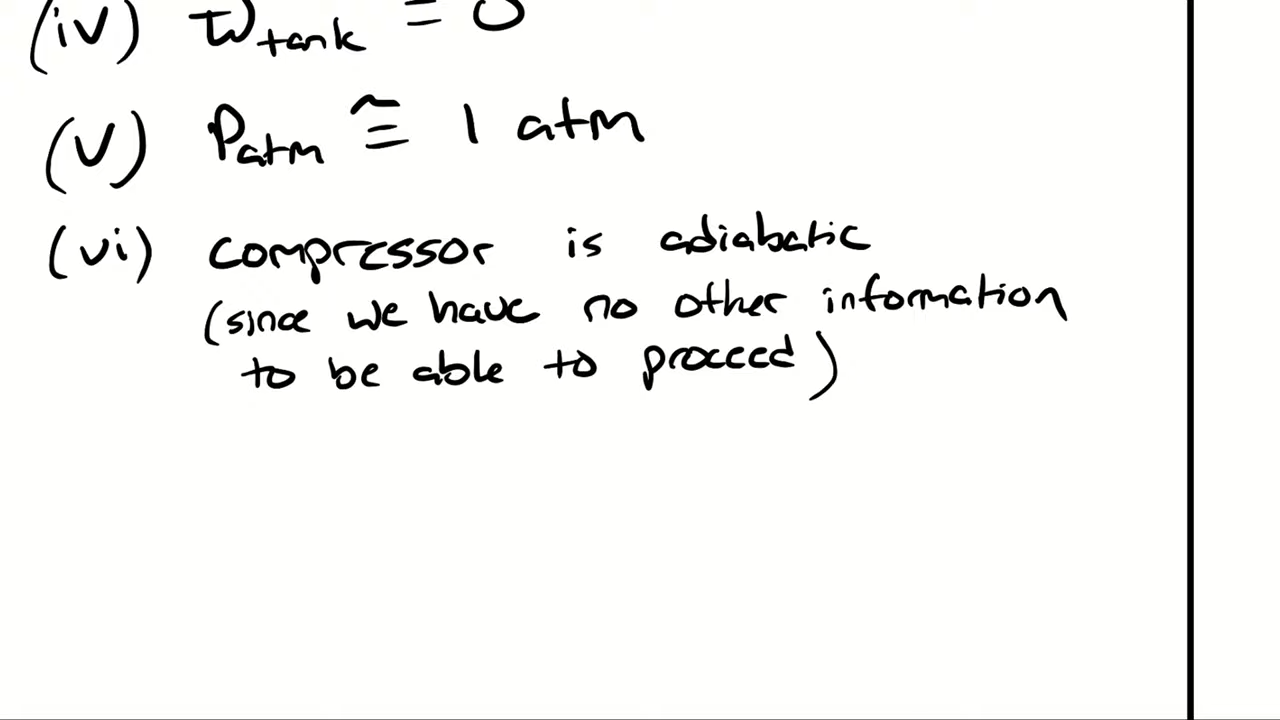 (iv) W tank = 0
(v) Patm ≅ 1 atm
(vi) compressor is adiabatic
(since we have no other information
to be able to proceed)